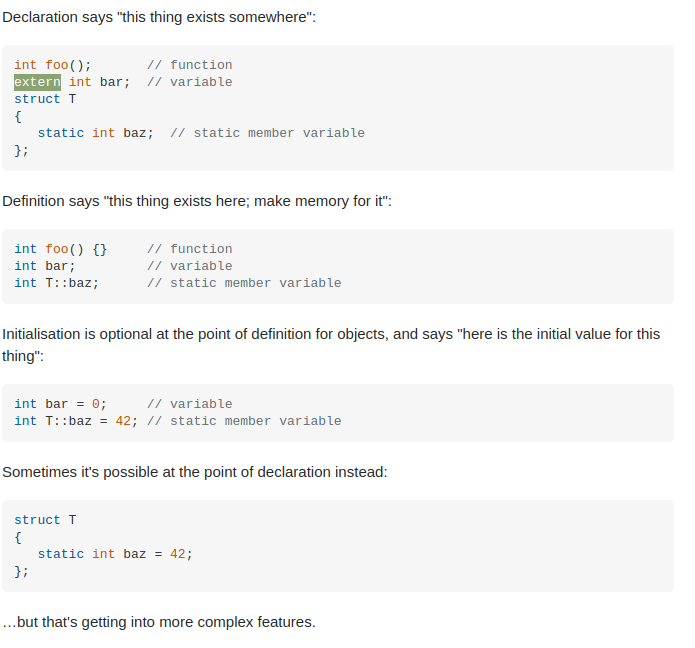 Declaration says "this thing exists somewhere":
int foo();       // function
extern int bar;  // variable
struct T
{
   static int baz;  // static member variable
};
Definition says "this thing exists here; make memory for it":
int foo() {}     // function
int bar;         // variable
int T::baz;      // static member variable
Initialisation is optional at the point of definition for objects, and says "here is the initial value for this
thing":
int bar = 0;     // variable
int T::baz = 42; // static member variable
Sometimes it's possible at the point of declaration instead:
struct T
{
   static int baz = 42;
};
…but that's getting into more complex features.